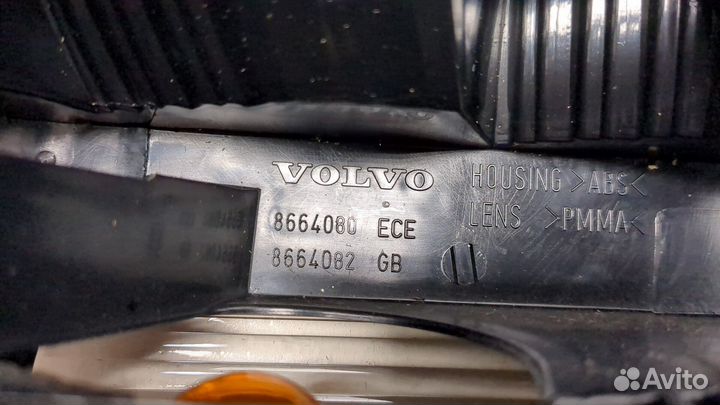 VOLVO
8664080 ECE
8664082 GB
HOUSING >ABS<
LENS >PMMA<
Avito